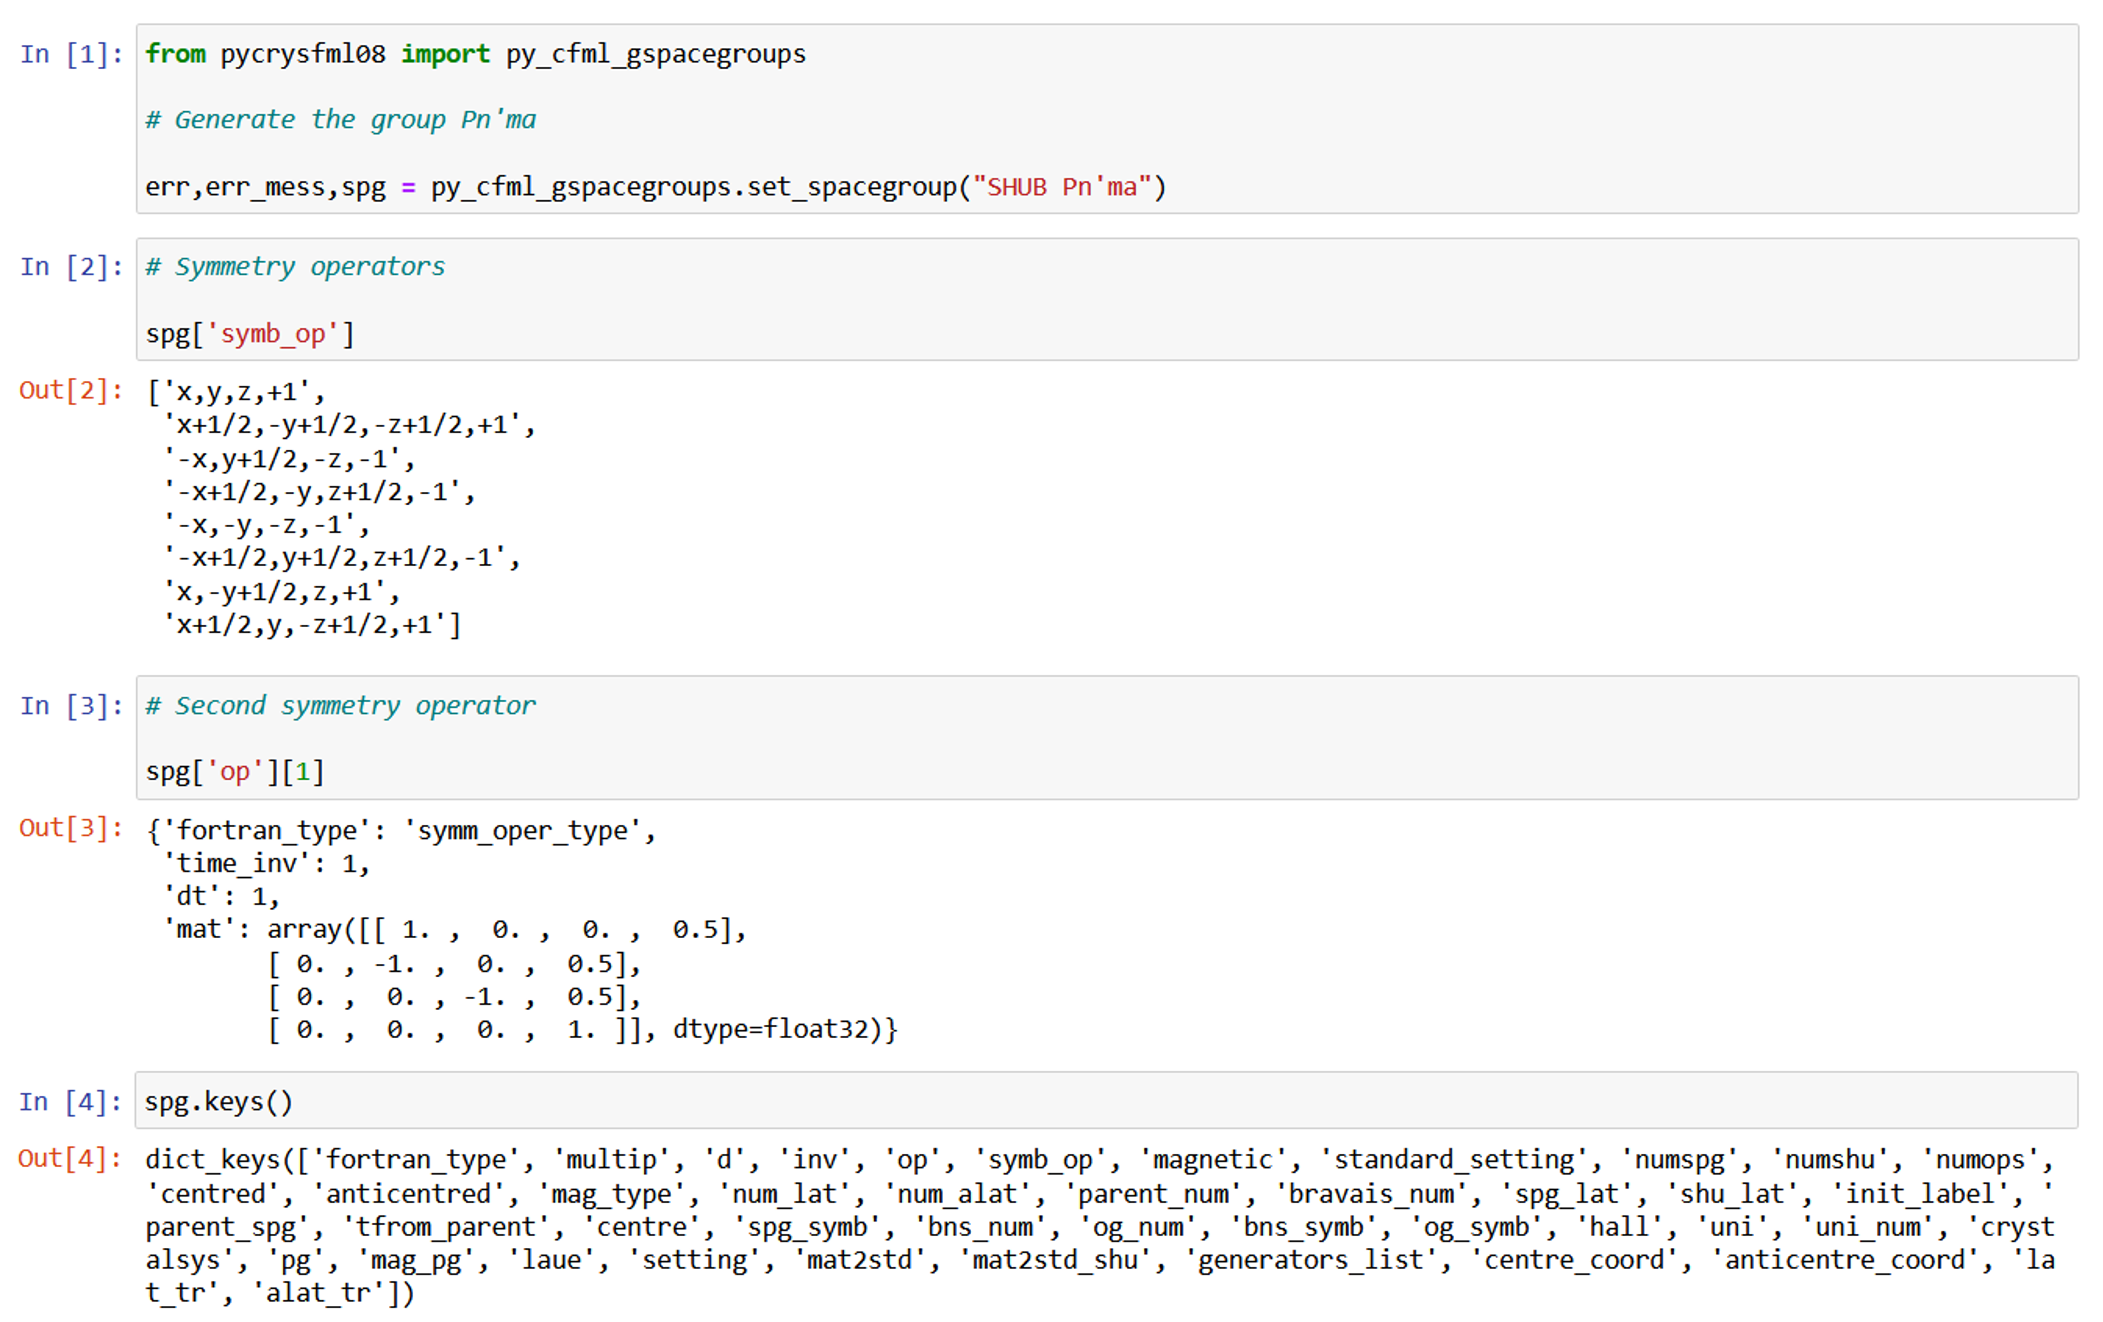 In [1]: from pycrysfml08 import py_cfml_gspacegroups
# Generate the group Pn'ma
err,err_mess,spg = py_cfml_gspacegroups.set_spacegroup("SHUB Pn'ma")
In [2]: # Symmetry operators
spg['symb_op']
Out[2]: ['x,y,z,+1',
'x+1/2,-y+1/2,-z+1/2,+1',
'-x,y+1/2,-z,-1',
'-x+1/2,-y,z+1/2,-1',
'-x,-y,-z,-1',
'-x+1/2,y+1/2,z+1/2,-1',
'x,-y+1/2,z,+1',
'x+1/2,y,-z+1/2,+1']
In [3]: # Second symmetry operator
spg['op'][1]
Out[3]: {'fortran_type': 'symm_oper_type',
'time_inv': 1,
'dt': 1,
'mat': array([[ 1. , 0. , 0. , 0.5],
[ 0. , -1. , 0. , 0.5],
[ 0. , 0. , -1. , 0.5],
[ 0. , 0. , 0. , 1. ]], dtype=float32)}
In [4]: spg.keys()
Out[4]: dict_keys(['fortran_type', 'multip', 'd', 'inv', 'op', 'symb_op', 'magnetic', 'standard_setting', 'numspg', 'numshu', 'numops',
'centred', 'anticentred', 'mag_type', 'num_lat', 'num_alat', 'parent_num', 'bravais_num', 'spg_lat', 'shu_lat', 'init_label', '
parent_spg', 'tfrom_parent', 'centre', 'spg_symb', 'bns_num', 'og_num', 'bns_symb', 'og_symb', 'hall', 'uni', 'uni_num', 'cryst
alsys', 'pg', 'mag_pg', 'laue', 'setting', 'mat2std', 'mat2std_shu', 'generators_list', 'centre_coord', 'anticentre_coord', 'la
t_tr', 'alat_tr'])